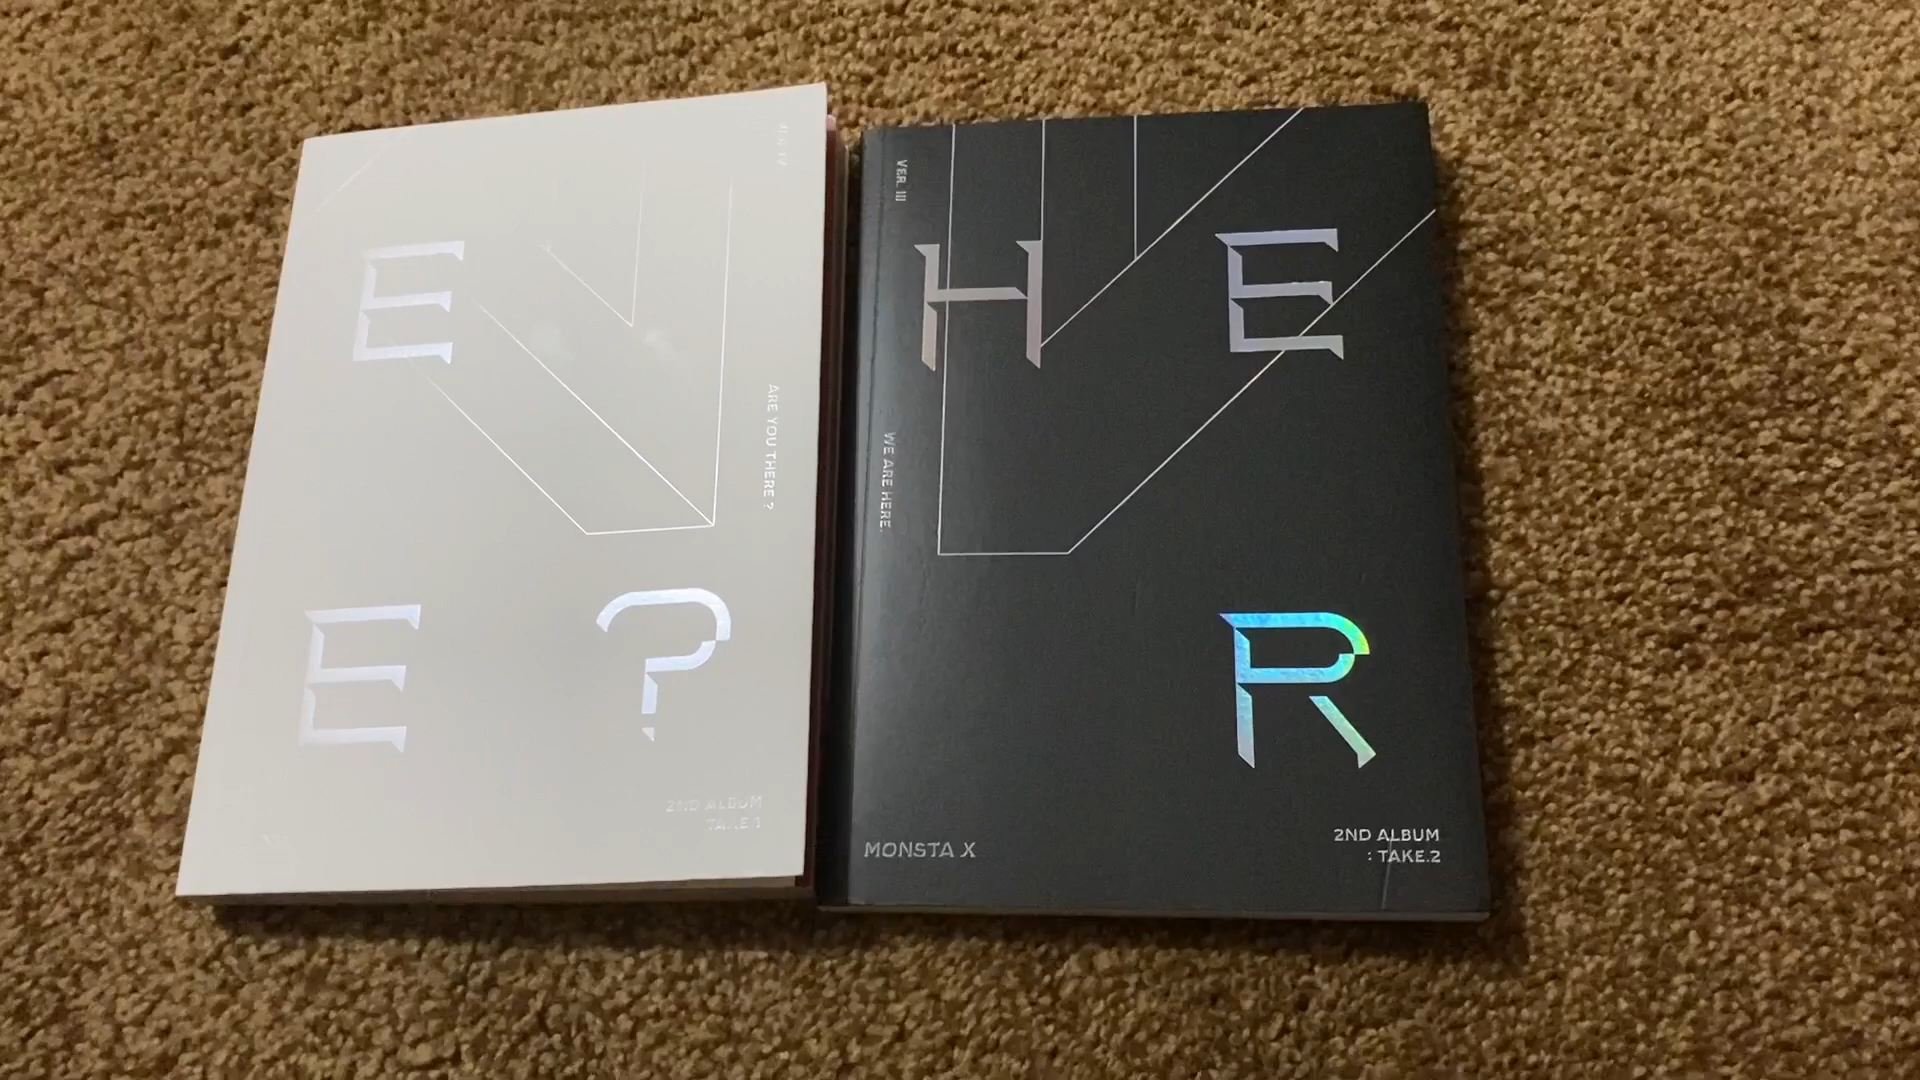 E
E ?
ARE YOU THERE ?
2ND ALBUM
TAKE.1
VER. III
H E
WE ARE HERE.
R
MONSTA X
2ND ALBUM
: TAKE.2